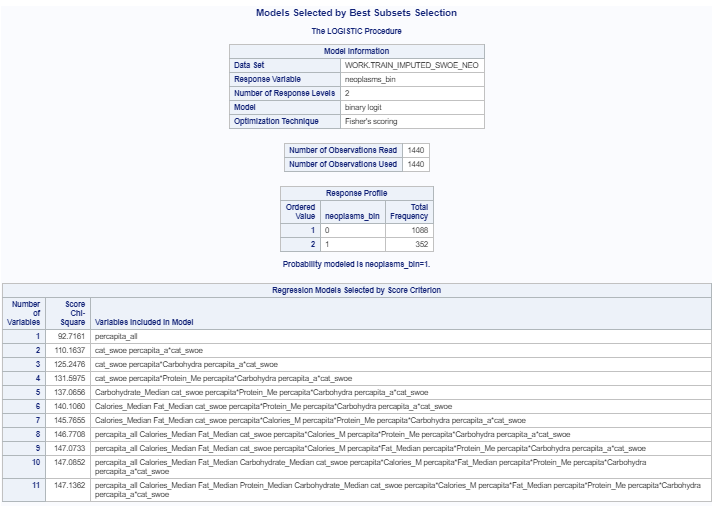 Models Selected by Best Subsets Selection
The LOGISTIC Procedure
Model Information
Data Set WORK.TRAIN_IMPUTED_SWOE_NEO
Response Variable neoplasms_bin
Number of Response Levels 2
Model binary logit
Optimization Technique Fisher's scoring
Number of Observations Read 1440
Number of Observations Used 1440
Response Profile
Ordered Value neoplasms_bin Total Frequency
1 0 1088
2 1 352
Probability modeled is neoplasms_bin=1.
Regression Models Selected by Score Criterion
Number of Variables Score Chi-Square Variables Included in Model
1 92.7161 percapita_all
2 110.1637 cat_swoe percapita_a*cat_swoe
3 125.2476 cat_swoe percapita*Carbohydra percapita_a*cat_swoe
4 131.5975 cat_swoe percapita*Protein_Me percapita*Carbohydra percapita_a*cat_swoe
5 137.0656 Carbohydrate_Median cat_swoe percapita*Protein_Me percapita*Carbohydra percapita_a*cat_swoe
6 140.1060 Calories_Median Fat_Median cat_swoe percapita*Protein_Me percapita*Carbohydra percapita_a*cat_swoe
7 145.7655 Calories_Median Fat_Median cat_swoe percapita*Calories_M percapita*Protein_Me percapita*Carbohydra percapita_a*cat_swoe
8 146.7708 percapita_all Calories_Median Fat_Median cat_swoe percapita*Calories_M percapita*Protein_Me percapita*Carbohydra percapita_a*cat_swoe
9 147.0733 percapita_all Calories_Median Fat_Median cat_swoe percapita*Calories_M percapita*Fat_Median percapita*Protein_Me percapita*Carbohydra percapita_a*cat_swoe
10 147.0852 percapita_all Calories_Median Fat_Median Carbohydrate_Median cat_swoe percapita*Calories_M percapita*Fat_Median percapita*Protein_Me percapita*Carbohydra
percapita_a*cat_swoe
11 147.1362 percapita_all Calories_Median Fat_Median Protein_Median Carbohydrate_Median cat_swoe percapita*Calories_M percapita*Fat_Median percapita*Protein_Me percapita*Carbohydra
percapita_a*cat_swoe